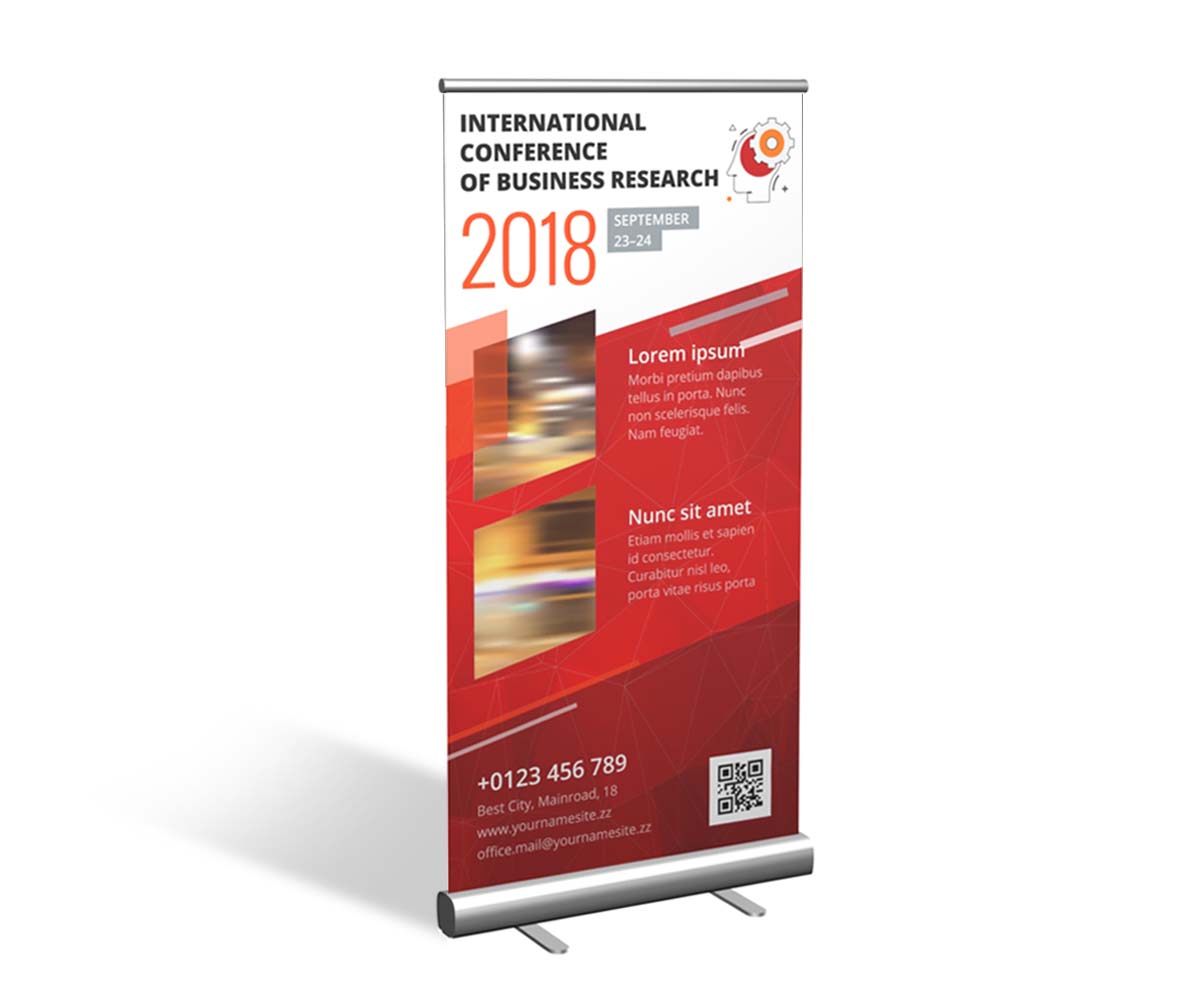 INTERNATIONAL
CONFERENCE
OF BUSINESS RESEARCH
2018
SEPTEMBER
23–24
Lorem ipsum
Morbi pretium dapibus
tellus in porta. Nunc
non scelerisque felis.
Nam feugiat.
Nunc sit amet
Etiam mollis et sapien
id consectetur.
Curabitur nisl leo,
porta vitae risus porta
+0123 456 789
Best City, Mainroad, 18
www.yournamesite.zz
office.mail@yournamesite.zz